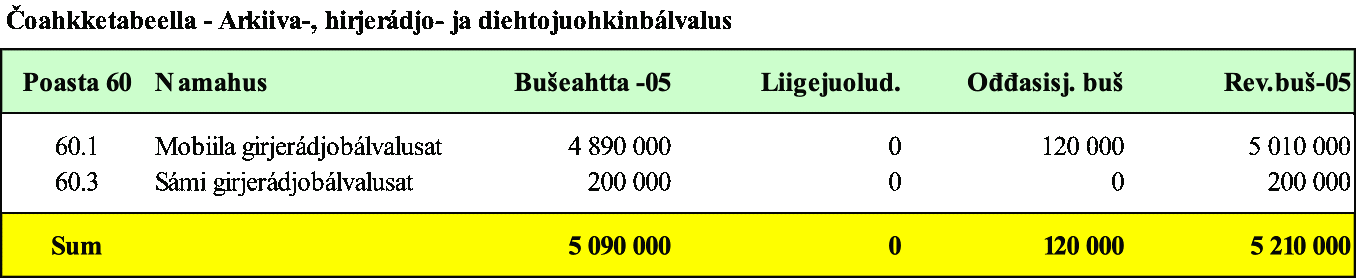 Čoahkketabeella - Arkiiva-, hirjerádjo- ja diehtojuohkinbálvalus
Poasta 60 Namahus Bušeahtta -05 Liigejuolud. Ođđasisj. buš Rev.buš-05
60.1 Mobiila girjerádjobálvalusat 4 890 000 0 120 000 5 010 000
60.3 Sámi girjerádjobálvalusat 200 000 0 0 200 000
Sum 5 090 000 0 120 000 5 210 000